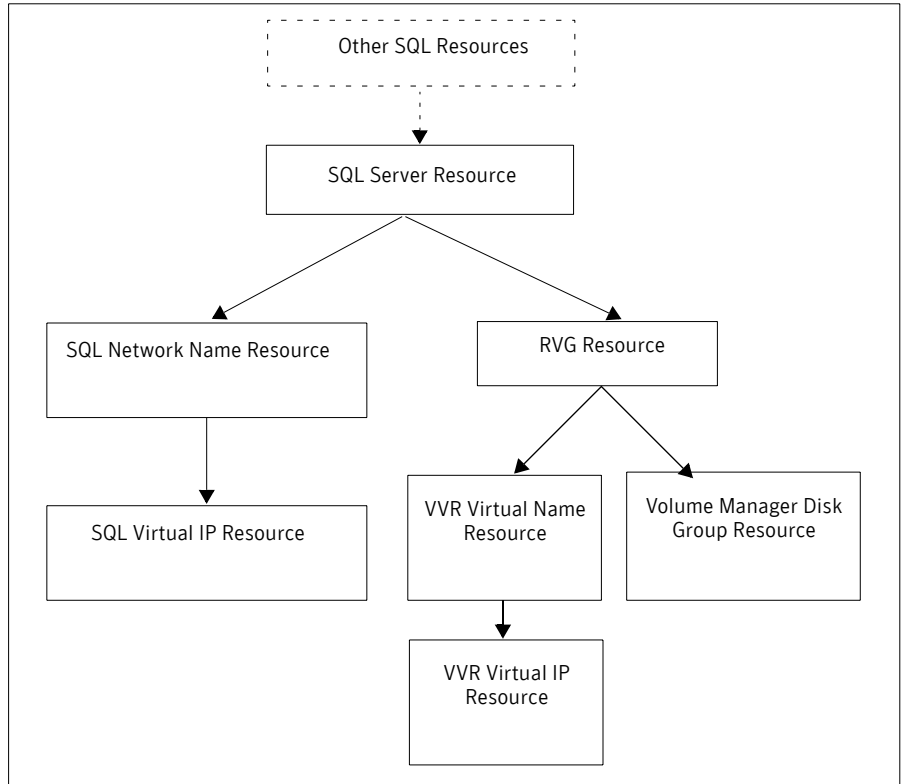 Other SQL Resources
SQL Server Resource
SQL Network Name Resource
RVG Resource
SQL Virtual IP Resource
VVR Virtual Name
Resource
Volume Manager Disk
Group Resource
VVR Virtual IP
Resource